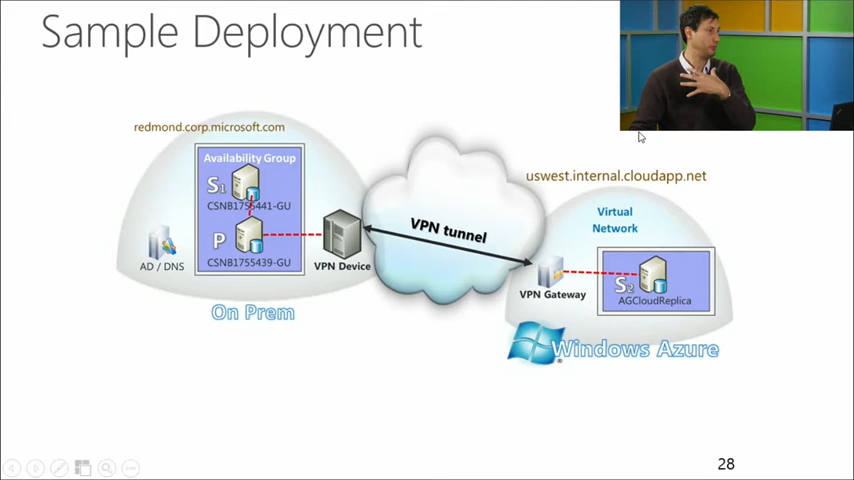 Sample Deployment
redmond.corp.microsoft.com
Availability Group
S1
CSNB1755441-GU
P
CSNB1755439-GU
AD / DNS
VPN Device
On Prem
VPN tunnel
uswest.internal.cloudapp.net
Virtual
Network
VPN Gateway
S2
AGCloudReplica
Windows Azure
28